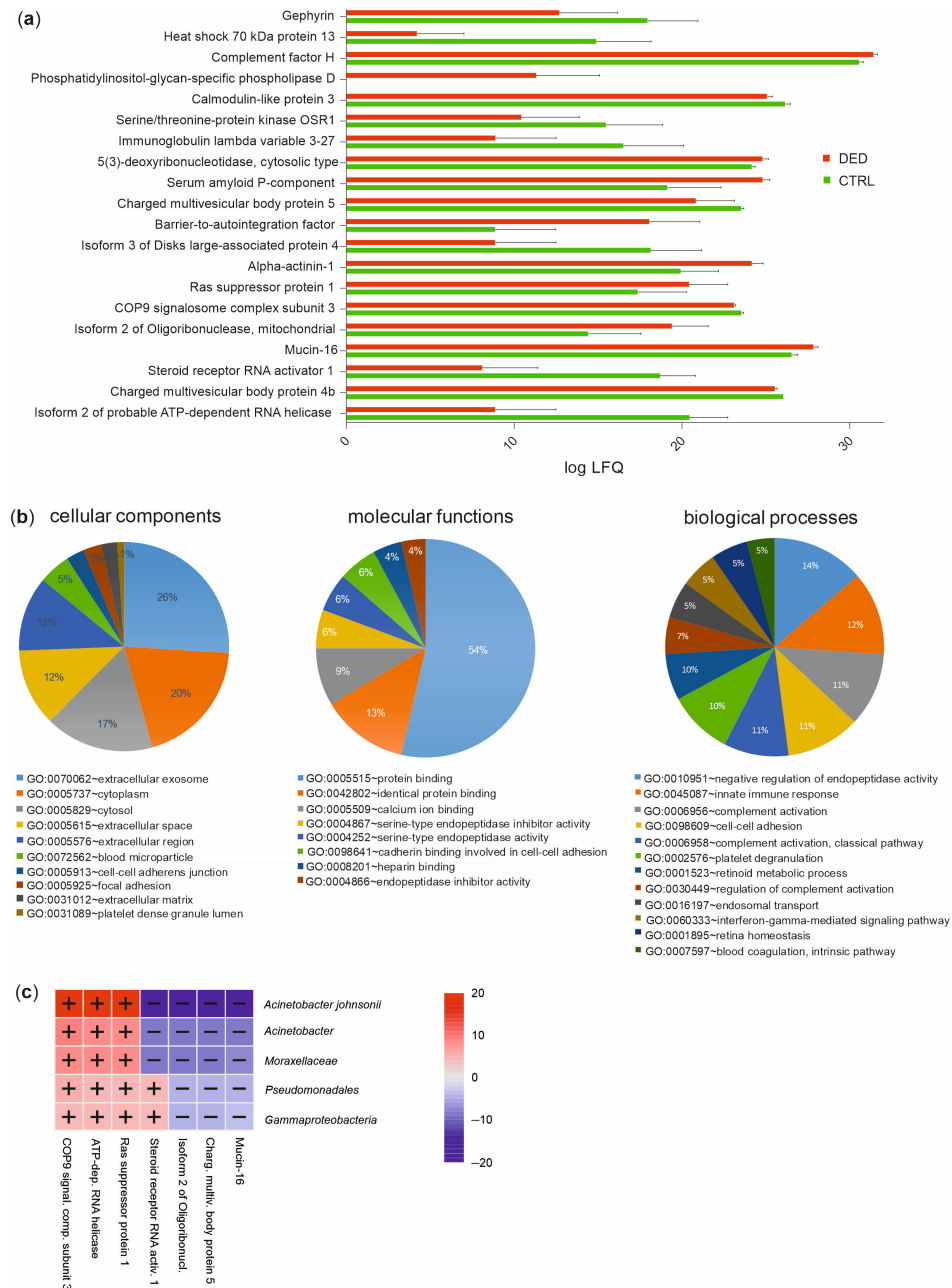 (a)
Gephyrin
Heat shock 70 kDa protein 13
Complement factor H
Phosphatidylinositol-glycan-specific phospholipase D
Calmodulin-like protein 3
Serine/threonine-protein kinase OSR1
Immunoglobulin lambda variable 3-27
5(3)-deoxyribonucleotidase, cytosolic type
Serum amyloid P-component
Charged multivesicular body protein 5
Barrier-to-autointegration factor
Isoform 3 of Disks large-associated protein 4
Alpha-actinin-1
Ras suppressor protein 1
COP9 signalosome complex subunit 3
Isoform 2 of Oligoribonuclease, mitochondrial
Mucin-16
Steroid receptor RNA activator 1
Charged multivesicular body protein 4b
Isoform 2 of probable ATP-dependent RNA helicase
DED
CTRL
0 10 20 30
log LFQ
(b)
cellular components
26%
20%
17%
12%
12%
5%
1%
GO:0070062~extracellular exosome
GO:0005737~cytoplasm
GO:0005829~cytosol
GO:0005615~extracellular space
GO:0005576~extracellular region
GO:0072562~blood microparticle
GO:0005913~cell-cell adherens junction
GO:0005925~focal adhesion
GO:0031012~extracellular matrix
GO:0031089~platelet dense granule lumen
molecular functions
54%
13%
9%
6%
6%
6%
4%
4%
GO:0005515~protein binding
GO:0042802~identical protein binding
GO:0005509~calcium ion binding
GO:0004867~serine-type endopeptidase inhibitor activity
GO:0004252~serine-type endopeptidase activity
GO:0098641~cadherin binding involved in cell-cell adhesion
GO:0008201~heparin binding
GO:0004866~endopeptidase inhibitor activity
biological processes
14%
12%
11%
11%
11%
10%
10%
7%
5%
5%
5%
5%
GO:0010951~negative regulation of endopeptidase activity
GO:0045087~innate immune response
GO:0006956~complement activation
GO:0098609~cell-cell adhesion
GO:0006958~complement activation, classical pathway
GO:0002576~platelet degranulation
GO:0001523~retinoid metabolic process
GO:0030449~regulation of complement activation
GO:0016197~endosomal transport
GO:0060333~interferon-gamma-mediated signaling pathway
GO:0001895~retina homeostasis
GO:0007597~blood coagulation, intrinsic pathway
(c)
+ + + − − − − Acinetobacter johnsonii
+ + + − − − − Acinetobacter
+ + + − − − − Moraxellaceae
+ + + + − − − Pseudomonadales
+ + + + − − − Gammaproteobacteria
COP9 signal. comp. subunit 3
ATP-dep. RNA helicase
Ras suppressor protein 1
Steroid receptor RNA activ. 1
Isoform 2 of Oligoribonucl.
Charg. multiv. body protein 5
Mucin-16
20
10
0
−10
−20